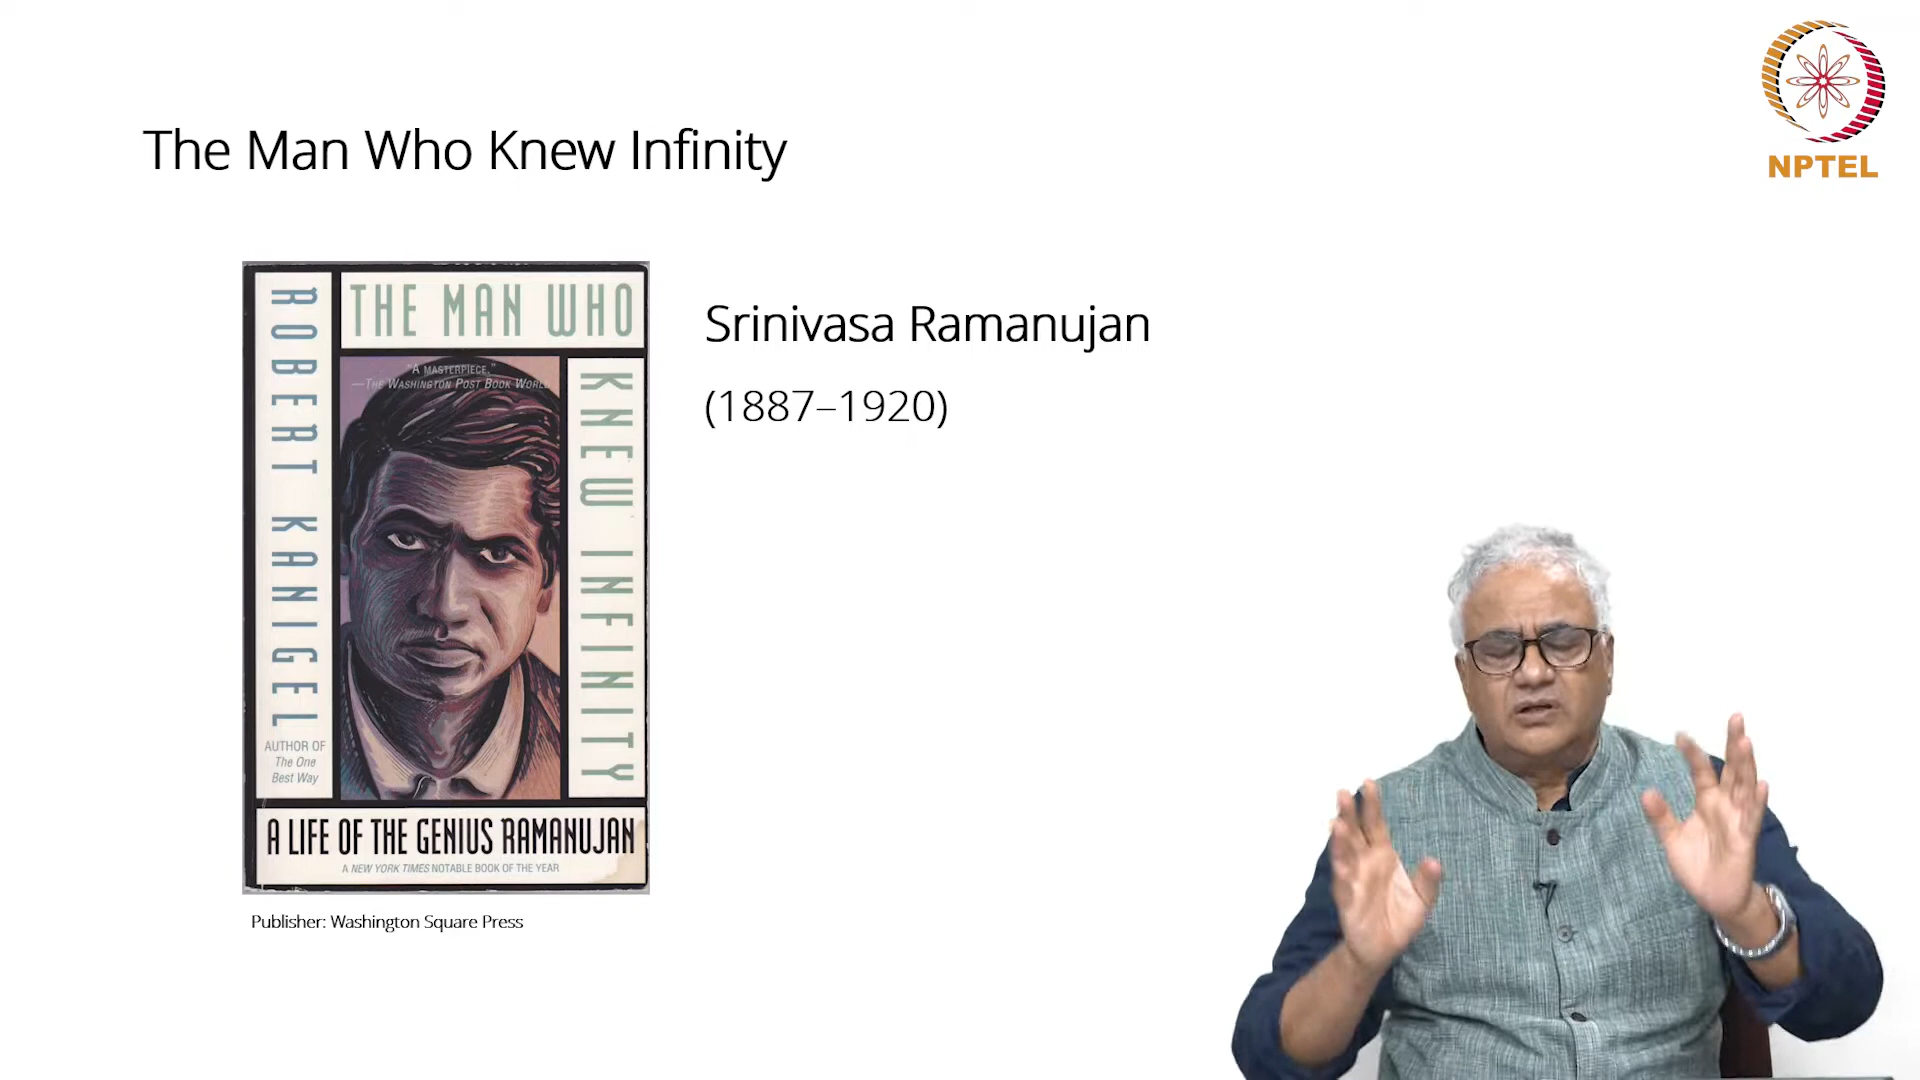 The Man Who Knew Infinity
NPTEL
ROBERT KANIGEL
AUTHOR OF
The One
Best Way
THE MAN WHO
KNEW INFINITY
"A MASTERPIECE."
—THE WASHINGTON POST BOOK WORLD
A LIFE OF THE GENIUS RAMANUJAN
A NEW YORK TIMES NOTABLE BOOK OF THE YEAR
Publisher: Washington Square Press
Srinivasa Ramanujan
(1887–1920)